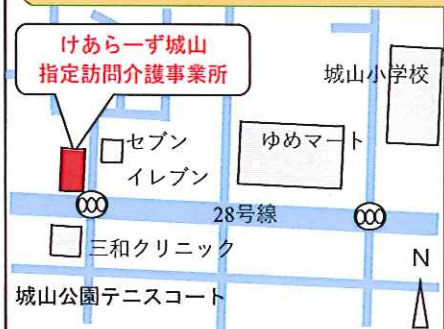 けあらーず城山
指定訪問介護事業所
城山小学校
セブン
イレブン
ゆめマート
28号線
三和クリニック
N
城山公園テニスコート